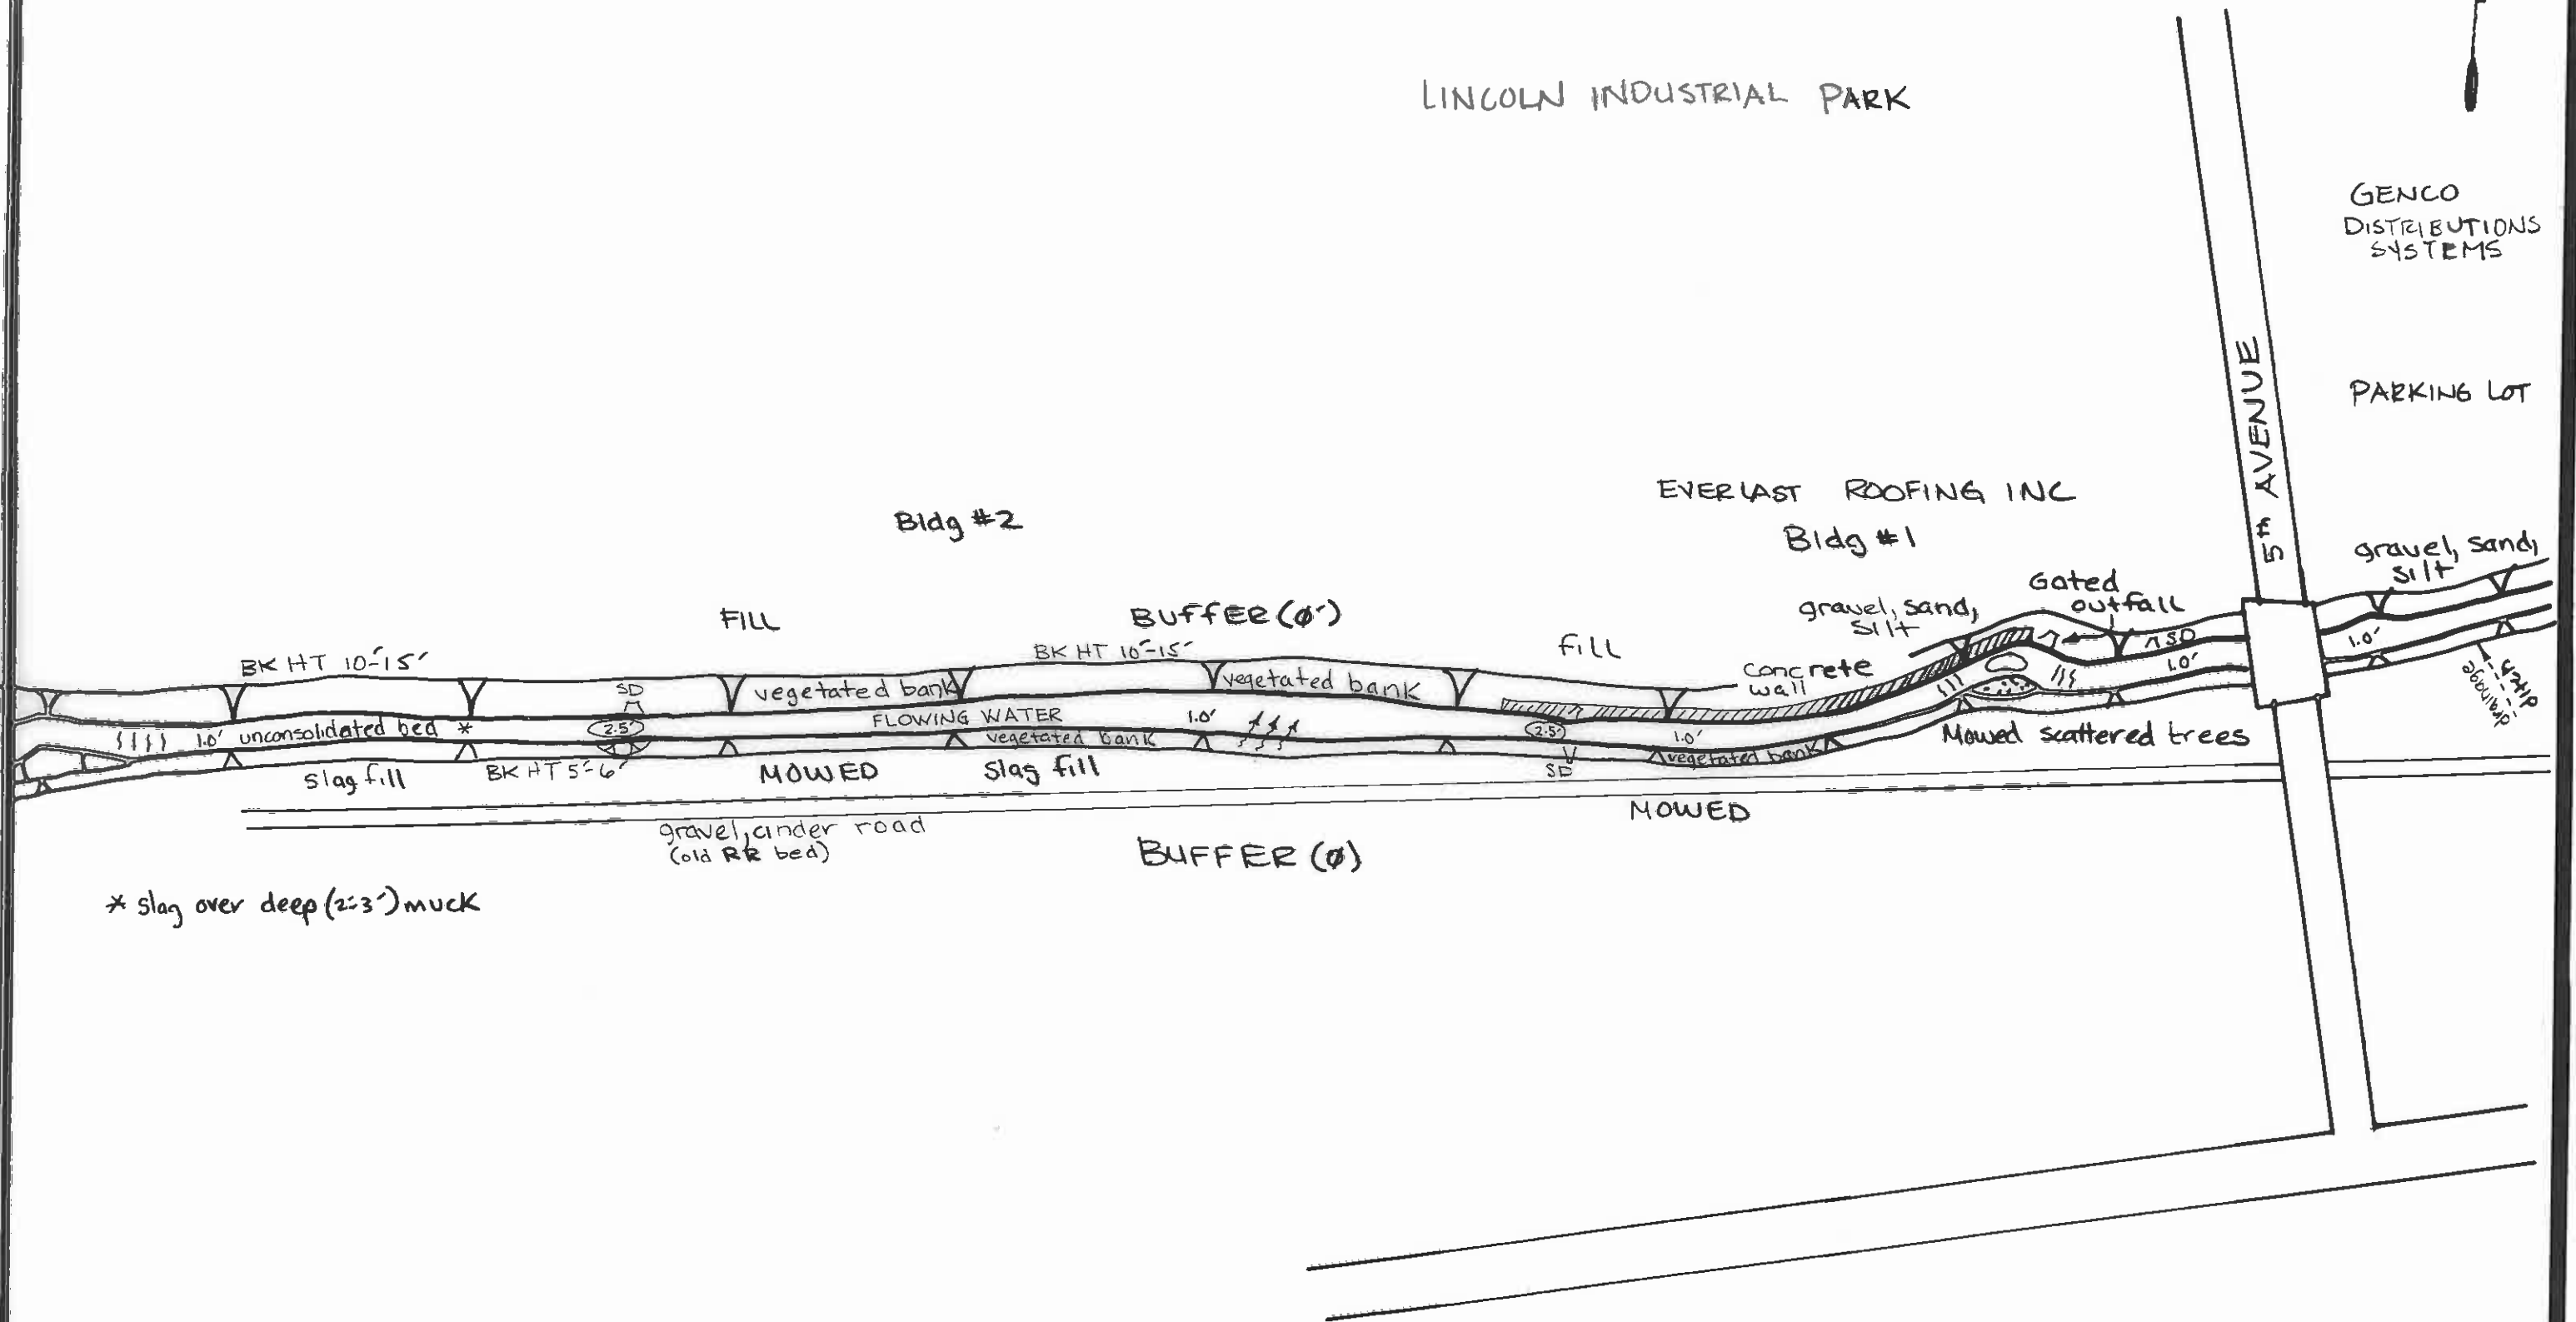 LINCOLN INDUSTRIAL PARK
GENCO
DISTRIBUTIONS
SYSTEMS
PARKING LOT
5TH AVENUE
EVERLAST ROOFING INC
Bldg #1
Bldg #2
gravel, sand,
silt
Gated
outfall
gravel, sand,
silt
FILL
BUFFER (Ø')
fill
BK HT 10'-15'
BK HT 10'-15'
concrete
wall
SD
1.0'
SD
vegetated bank
vegetated bank
1.0'
FLOWING WATER
1.0'
2.5'
1.0'
unconsolidated bed *
1.0'
2.5'
vegetated bank
vegetated bank
Mowed scattered trees
drainage
ditch
slag fill
BK HT 5'-6'
MOWED
slag fill
SD
MOWED
gravel, cinder road
(old RR bed)
BUFFER (Ø)
* slag over deep (2'-3') muck